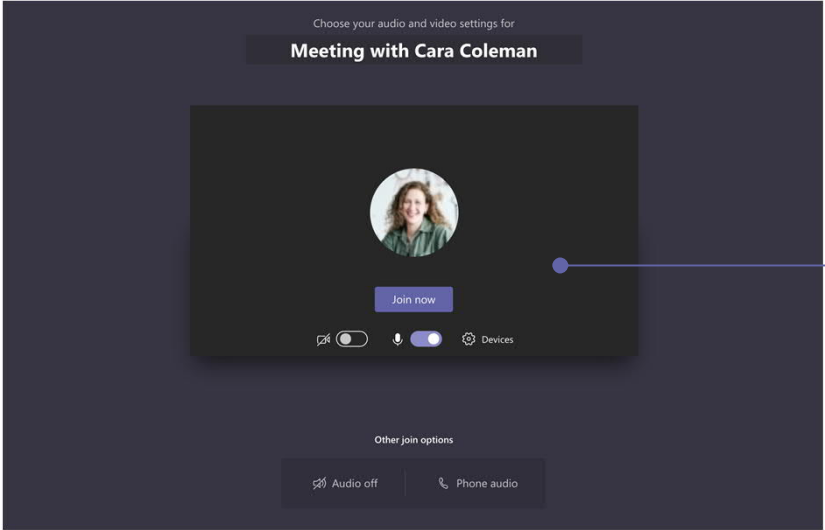 Choose your audio and video settings for
Meeting with Cara Coleman
Join now
Devices
Other join options
Audio off
Phone audio